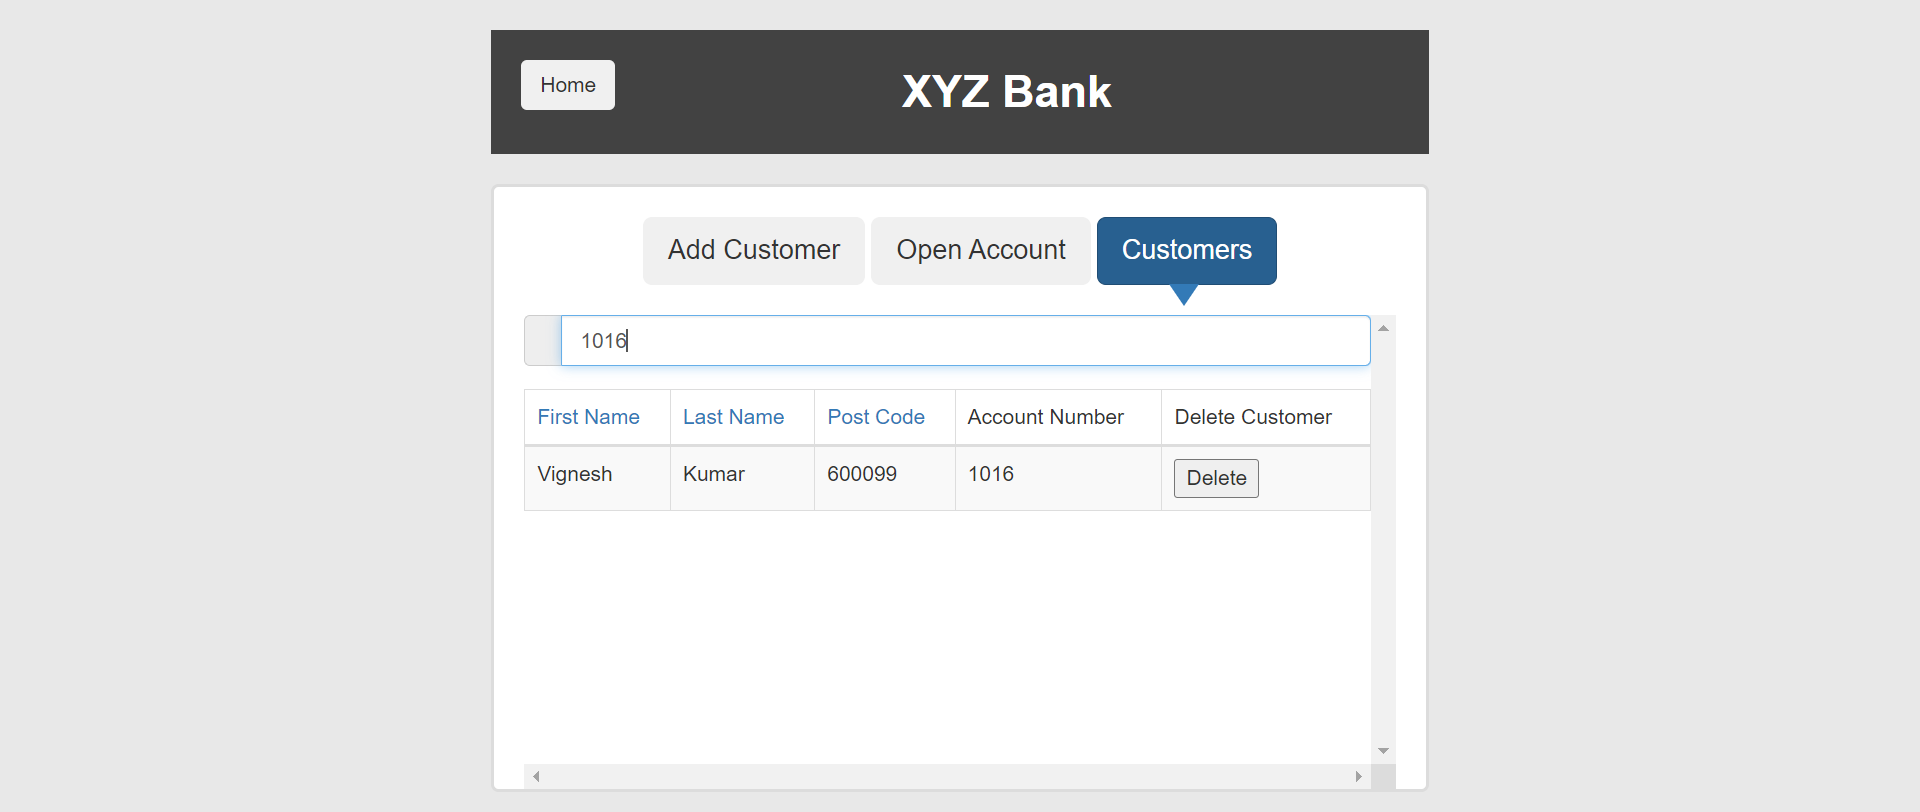 Home
XYZ Bank
Add Customer Open Account Customers
1016
First Name Last Name Post Code Account Number Delete Customer
Vignesh Kumar 600099 1016 Delete